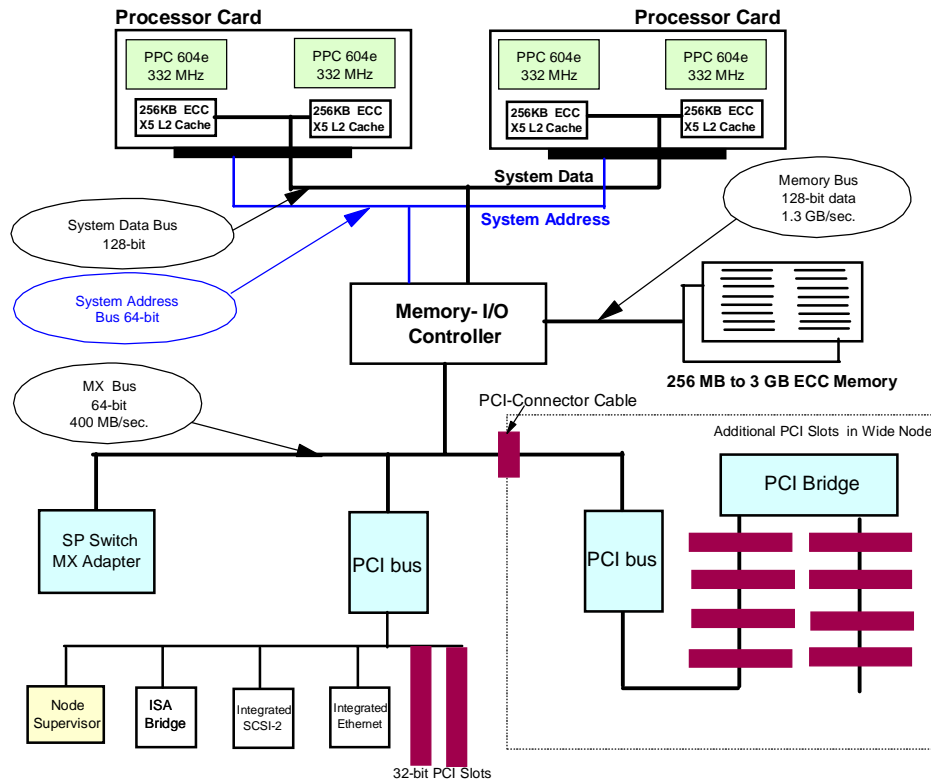 Processor Card
Processor Card
PPC 604e
332 MHz
PPC 604e
332 MHz
PPC 604e
332 MHz
PPC 604e
332 MHz
256KB ECC
X5 L2 Cache
256KB ECC
X5 L2 Cache
256KB ECC
X5 L2 Cache
256KB ECC
X5 L2 Cache
System Data
System Address
Memory Bus
128-bit data
1.3 GB/sec.
System Data Bus
128-bit
System Address
Bus 64-bit
Memory- I/O
Controller
256 MB to 3 GB ECC Memory
MX Bus
64-bit
400 MB/sec.
PCI-Connector Cable
Additional PCI Slots in Wide Node
PCI Bridge
SP Switch
MX Adapter
PCI bus
PCI bus
Node
Supervisor
ISA
Bridge
Integrated
SCSI-2
Integrated
Ethernet
32-bit PCI Slots